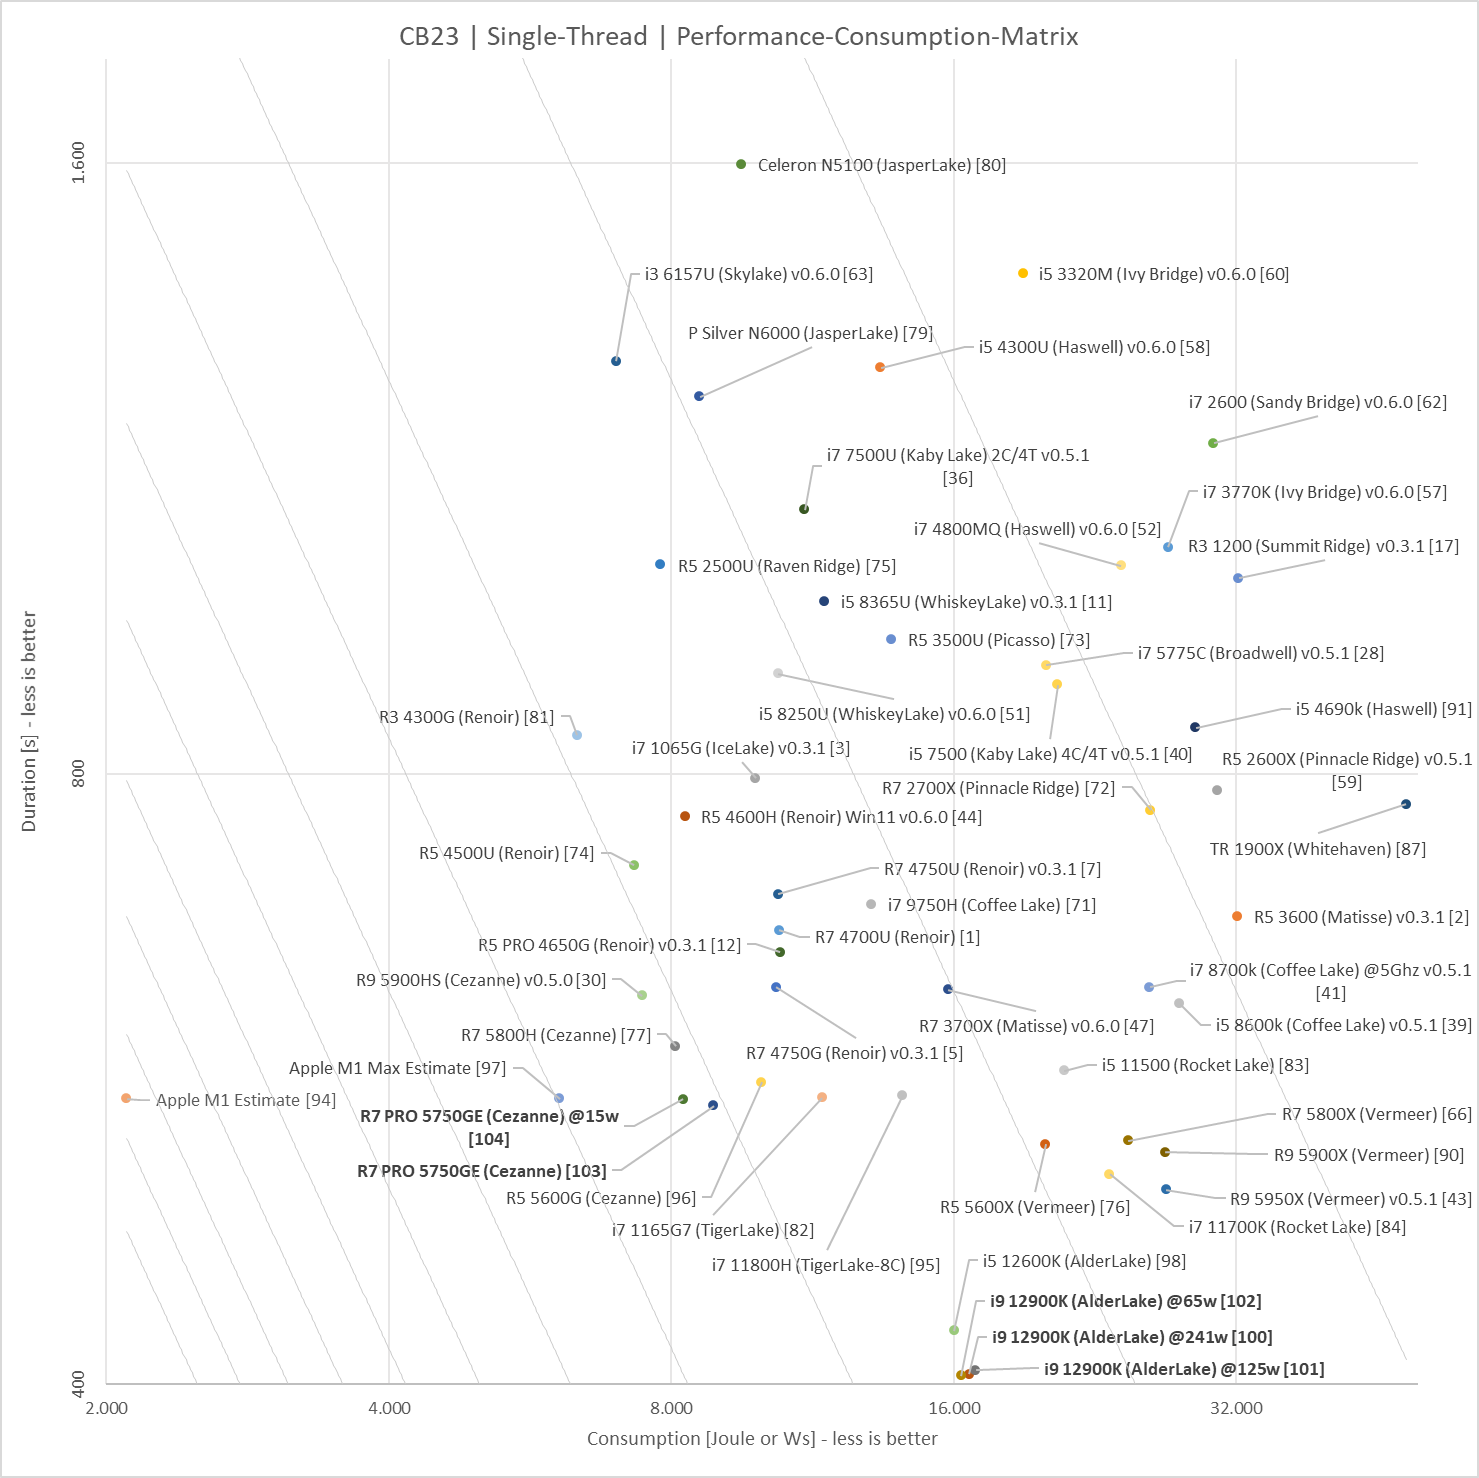 CB23 | Single-Thread | Performance-Consumption-Matrix
1.600
Celeron N5100 (JasperLake) [80]
i3 6157U (Skylake) v0.6.0 [63]
i5 3320M (Ivy Bridge) v0.6.0 [60]
P Silver N6000 (JasperLake) [79]
i5 4300U (Haswell) v0.6.0 [58]
i7 2600 (Sandy Bridge) v0.6.0 [62]
i7 7500U (Kaby Lake) 2C/4T v0.5.1
[36]
i7 3770K (Ivy Bridge) v0.6.0 [57]
i7 4800MQ (Haswell) v0.6.0 [52]
R3 1200 (Summit Ridge) v0.3.1 [17]
R5 2500U (Raven Ridge) [75]
i5 8365U (WhiskeyLake) v0.3.1 [11]
R5 3500U (Picasso) [73]
i7 5775C (Broadwell) v0.5.1 [28]
i5 8250U (WhiskeyLake) v0.6.0 [51]
R3 4300G (Renoir) [81]
i5 4690k (Haswell) [91]
i7 1065G (IceLake) v0.3.1 [3]
i5 7500 (Kaby Lake) 4C/4T v0.5.1 [40]
R5 2600X (Pinnacle Ridge) v0.5.1
[59]
800
R7 2700X (Pinnacle Ridge) [72]
R5 4600H (Renoir) Win11 v0.6.0 [44]
TR 1900X (Whitehaven) [87]
R5 4500U (Renoir) [74]
R7 4750U (Renoir) v0.3.1 [7]
i7 9750H (Coffee Lake) [71]
R5 3600 (Matisse) v0.3.1 [2]
R7 4700U (Renoir) [1]
R5 PRO 4650G (Renoir) v0.3.1 [12]
i7 8700k (Coffee Lake) @5Ghz v0.5.1
[41]
R9 5900HS (Cezanne) v0.5.0 [30]
R7 3700X (Matisse) v0.6.0 [47]
i5 8600k (Coffee Lake) v0.5.1 [39]
R7 5800H (Cezanne) [77]
R7 4750G (Renoir) v0.3.1 [5]
i5 11500 (Rocket Lake) [83]
Apple M1 Max Estimate [97]
Apple M1 Estimate [94]
R7 PRO 5750GE (Cezanne) @15w
[104]
R7 5800X (Vermeer) [66]
R9 5900X (Vermeer) [90]
R7 PRO 5750GE (Cezanne) [103]
R5 5600G (Cezanne) [96]
R5 5600X (Vermeer) [76]
R9 5950X (Vermeer) v0.5.1 [43]
i7 1165G7 (TigerLake) [82]
i7 11700K (Rocket Lake) [84]
i7 11800H (TigerLake-8C) [95]
i5 12600K (AlderLake) [98]
i9 12900K (AlderLake) @65w [102]
i9 12900K (AlderLake) @241w [100]
i9 12900K (AlderLake) @125w [101]
400
Duration [s] - less is better
2.000
4.000
8.000
16.000
32.000
Consumption [Joule or Ws] - less is better